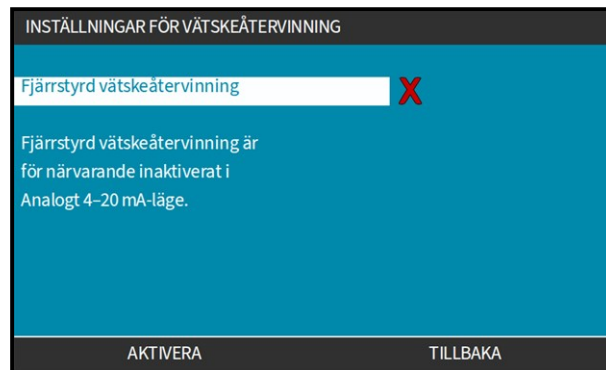 INSTÄLLNINGAR FÖR VÄTSKEÅTERVINNING
Fjärrstyrd vätskeåtervinning
Fjärrstyrd vätskeåtervinning är
för närvarande inaktiverat i
Analogt 4–20 mA-läge.
AKTIVERA
TILLBAKA